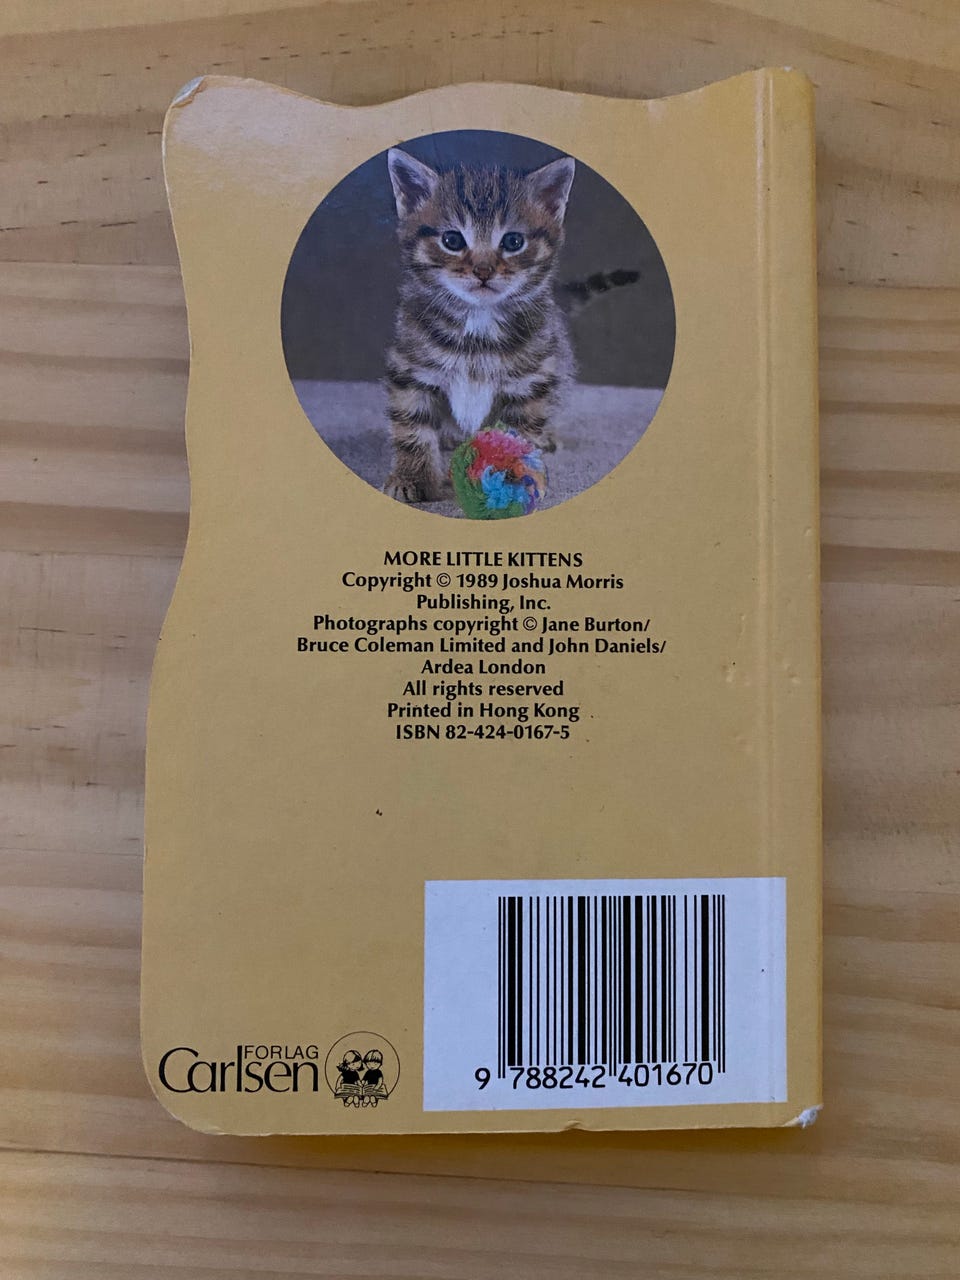 MORE LITTLE KITTENS
Copyright © 1989 Joshua Morris
Publishing, Inc.
Photographs copyright © Jane Burton/
Bruce Coleman Limited and John Daniels/
Ardea London
All rights reserved
Printed in Hong Kong
ISBN 82-424-0167-5
FORLAG
Carlsen
9 788242 401670